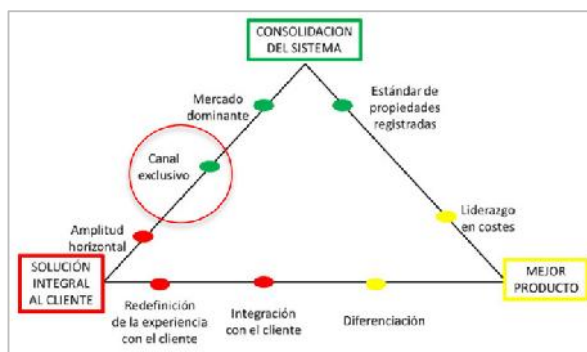 CONSOLIDACION
DEL SISTEMA
Mercado
dominante
Estándar de
propiedades
registradas
Canal
exclusivo
Amplitud
horizontal
Liderazgo
en costes
SOLUCIÓN
INTEGRAL
AL CLIENTE
MEJOR
PRODUCTO
Redefinición
de la experiencia
con el cliente
Integración
con el cliente
Diferenciación